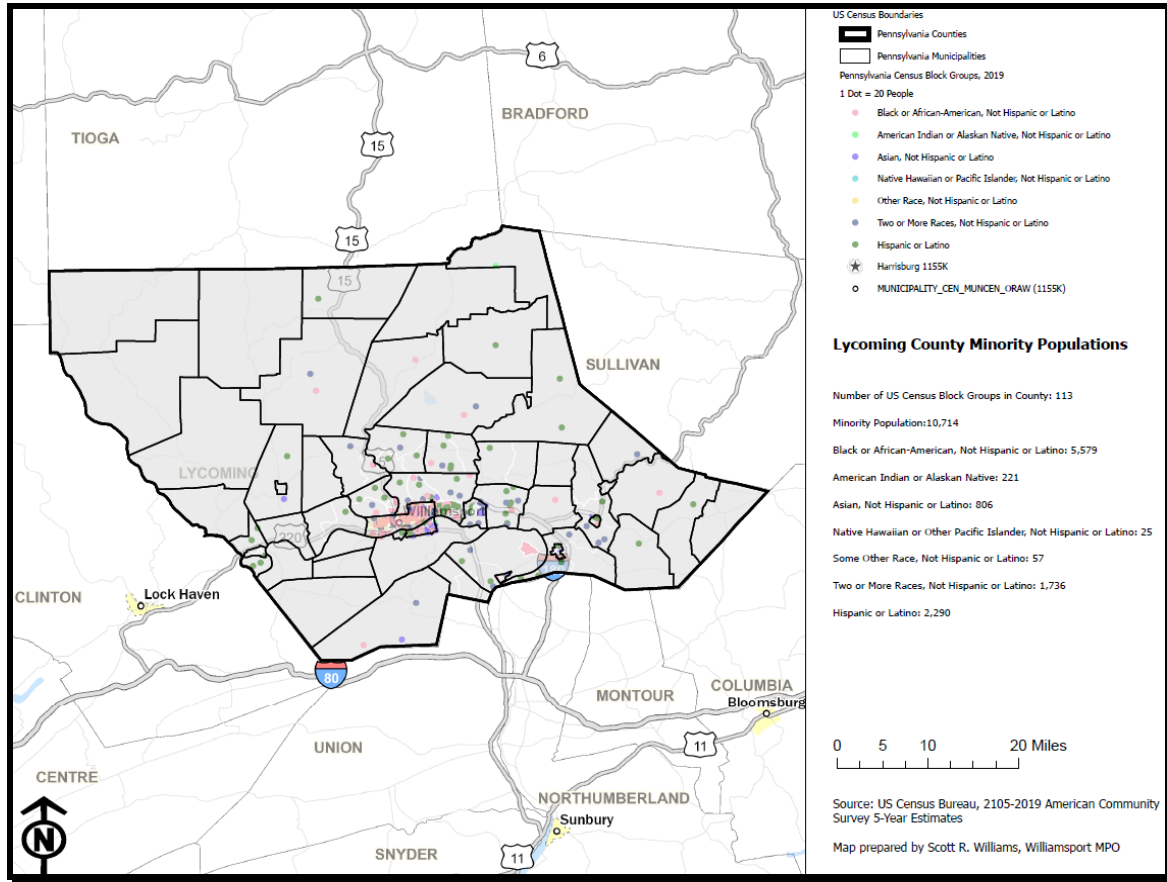 6
BRADFORD
TIOGA
15
15
15
SULLIVAN
LYCOMING
15
Williamsport
220
CLINTON
Lock Haven
80
MONTOUR
COLUMBIA
Bloomsburg
UNION
11
CENTRE
NORTHUMBERLAND
Sunbury
SNYDER
11
N
US Census Boundaries
Pennsylvania Counties
Pennsylvania Municipalities
Pennsylvania Census Block Groups, 2019
1 Dot = 20 People
Black or African-American, Not Hispanic or Latino
American Indian or Alaskan Native, Not Hispanic or Latino
Asian, Not Hispanic or Latino
Native Hawaiian or Pacific Islander, Not Hispanic or Latino
Other Race, Not Hispanic or Latino
Two or More Races, Not Hispanic or Latino
Hispanic or Latino
Harrisburg 1155K
MUNICIPALITY_CEN_MUNCEN_ORAW (1155K)
Lycoming County Minority Populations
Number of US Census Block Groups in County: 113
Minority Population:10,714
Black or African-American, Not Hispanic or Latino: 5,579
American Indian or Alaskan Native: 221
Asian, Not Hispanic or Latino: 806
Native Hawaiian or Other Pacific Islander, Not Hispanic or Latino: 25
Some Other Race, Not Hispanic or Latino: 57
Two or More Races, Not Hispanic or Latino: 1,736
Hispanic or Latino: 2,290
0 5 10 20 Miles
Source: US Census Bureau, 2105-2019 American Community
Survey 5-Year Estimates
Map prepared by Scott R. Williams, Williamsport MPO